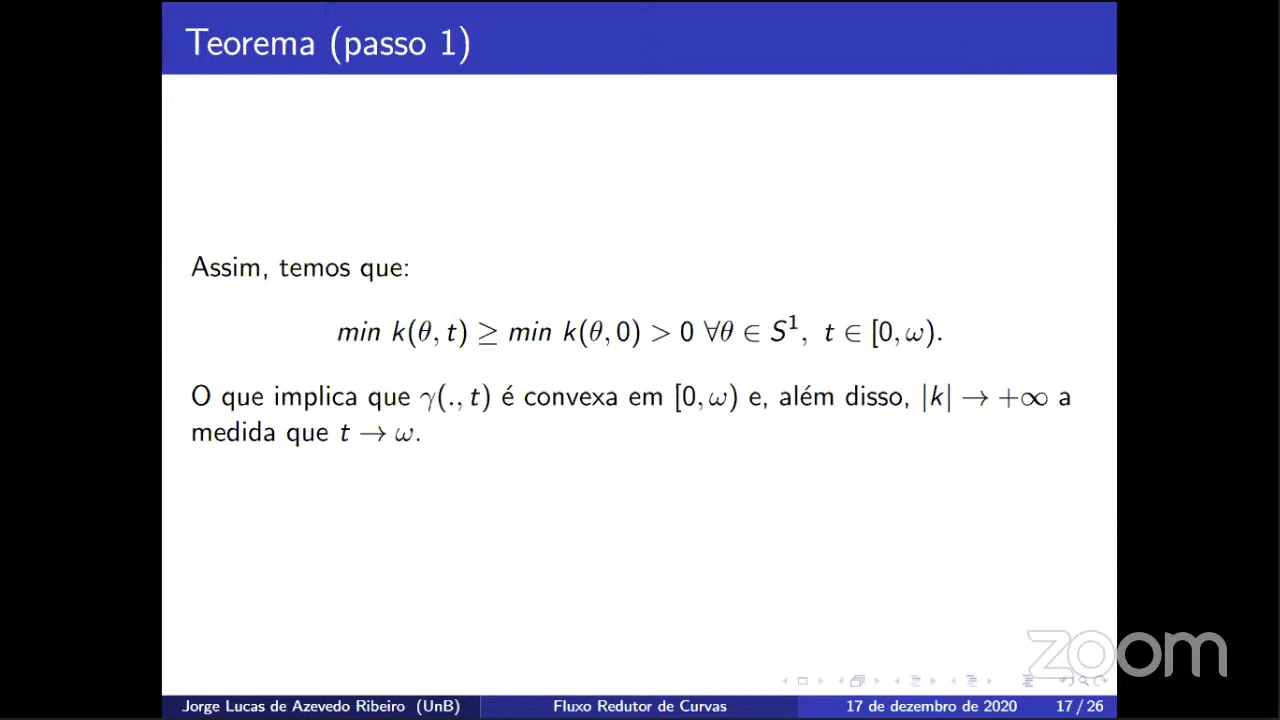 Teorema (passo 1)
Assim, temos que:
min k(θ, t) ≥ min k(θ, 0) > 0 ∀θ ∈ S¹, t ∈ [0, ω).
O que implica que γ(., t) é convexa em [0, ω) e, além disso, |k| → +∞ a
medida que t → ω.
zoom
Jorge Lucas de Azevedo Ribeiro (UnB) Fluxo Redutor de Curvas 17 de dezembro de 2020 17 / 26